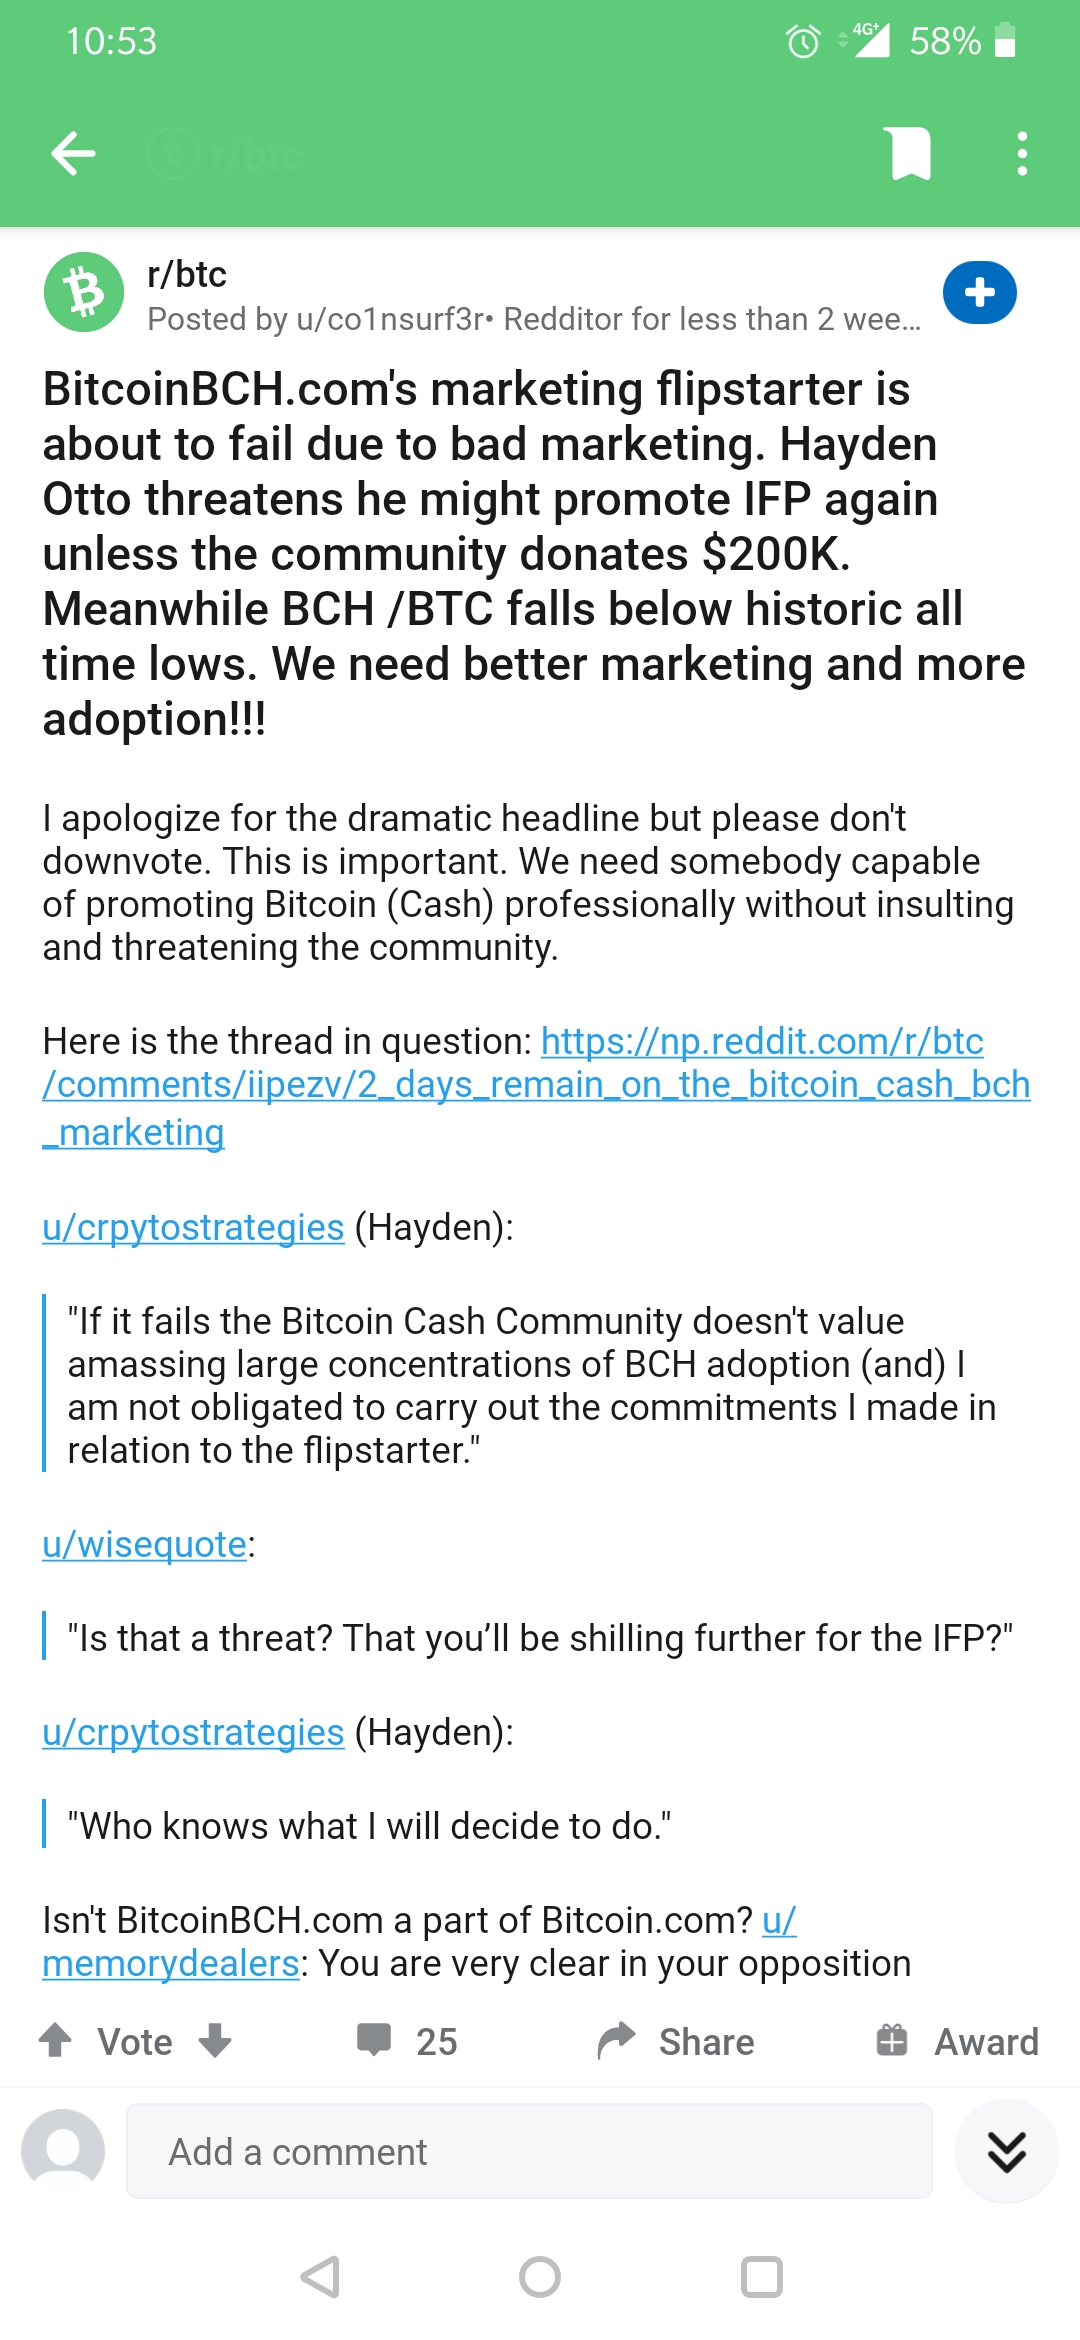 10:53
4G+ 58%
r/btc
r/btc
Posted by u/co1nsurf3r• Redditor for less than 2 wee...
BitcoinBCH.com's marketing flipstarter is
about to fail due to bad marketing. Hayden
Otto threatens he might promote IFP again
unless the community donates $200K.
Meanwhile BCH /BTC falls below historic all
time lows. We need better marketing and more
adoption!!!
I apologize for the dramatic headline but please don't
downvote. This is important. We need somebody capable
of promoting Bitcoin (Cash) professionally without insulting
and threatening the community.
Here is the thread in question: https://np.reddit.com/r/btc
/comments/iipezv/2_days_remain_on_the_bitcoin_cash_bch
_marketing
u/crpytostrategies (Hayden):
"If it fails the Bitcoin Cash Community doesn't value
amassing large concentrations of BCH adoption (and) I
am not obligated to carry out the commitments I made in
relation to the flipstarter."
u/wisequote:
"Is that a threat? That you’ll be shilling further for the IFP?"
u/crpytostrategies (Hayden):
"Who knows what I will decide to do."
Isn't BitcoinBCH.com a part of Bitcoin.com? u/
memorydealers: You are very clear in your opposition
Vote 25 Share Award
Add a comment